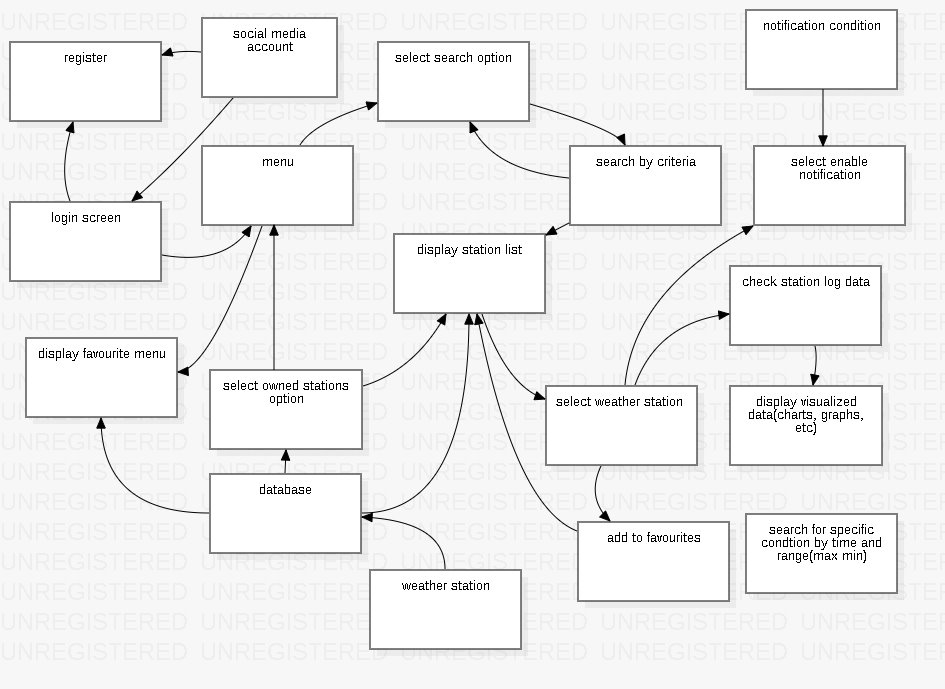 social media
account
register
select search option
notification condition
menu
search by criteria
select enable
notification
login screen
display station list
check station log data
display favourite menu
select owned stations
option
select weather station
display visualized
data(charts, graphs,
etc)
database
add to favourites
search for specific
condtion by time and
range(max min)
weather station
UNREGISTERED